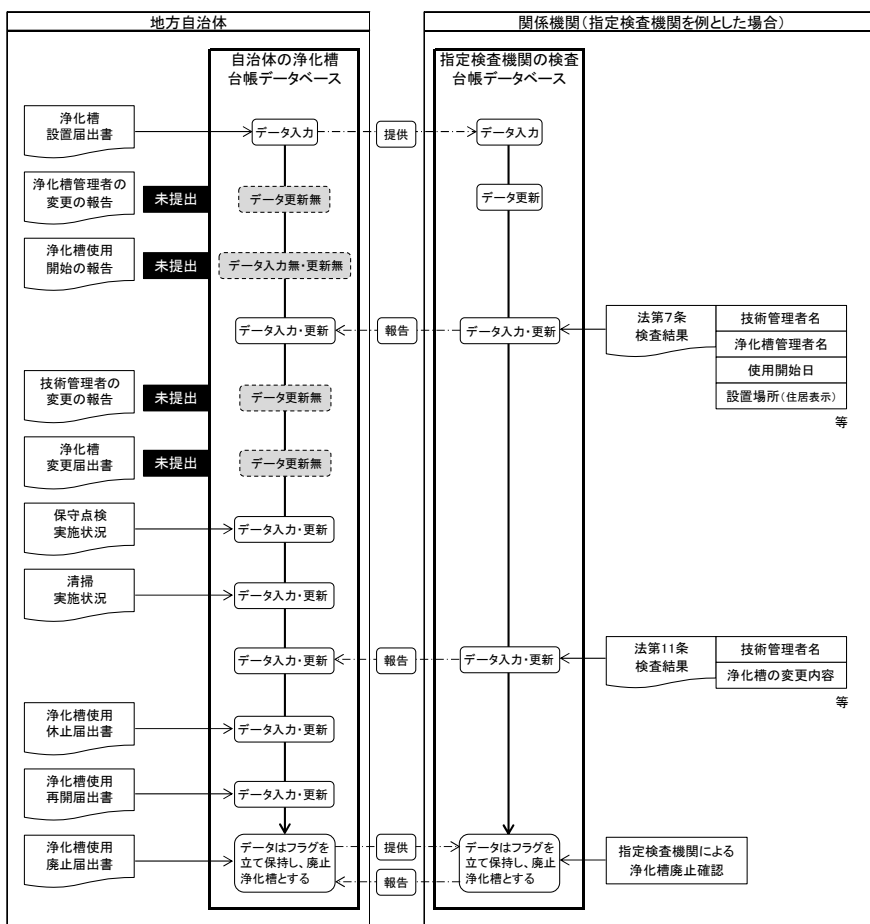 地方自治体
関係機関(指定検査機関を例とした場合)
自治体の浄化槽
台帳データベース
指定検査機関の検査
台帳データベース
浄化槽
設置届出書
データ入力
提供
データ入力
浄化槽管理者の
変更の報告
未提出
データ更新無
データ更新
浄化槽使用
開始の報告
未提出
データ入力無・更新無
データ入力・更新
報告
データ入力・更新
法第7条
検査結果
技術管理者名
浄化槽管理者名
使用開始日
設置場所(住居表示)
等
技術管理者の
変更の報告
未提出
データ更新無
浄化槽
変更届出書
未提出
データ更新無
保守点検
実施状況
データ入力・更新
清掃
実施状況
データ入力・更新
データ入力・更新
報告
データ入力・更新
法第11条
検査結果
技術管理者名
浄化槽の変更内容
等
浄化槽使用
休止届出書
データ入力・更新
浄化槽使用
再開届出書
データ入力・更新
浄化槽使用
廃止届出書
データはフラグを
立て保持し、廃止
浄化槽とする
提供
報告
データはフラグを
立て保持し、廃止
浄化槽とする
指定検査機関による
浄化槽廃止確認